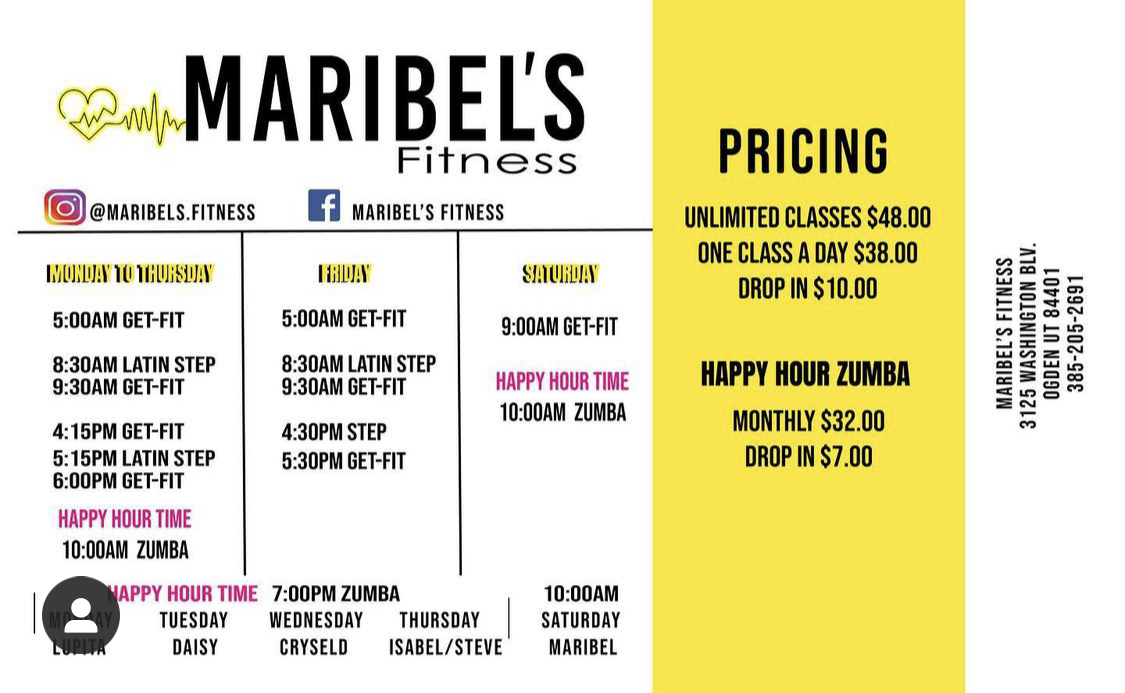 MARIBEL'S
Fitness
@MARIBELS.FITNESS
MARIBEL'S FITNESS
MONDAY TO THURSDAY
5:00AM GET-FIT
8:30AM LATIN STEP
9:30AM GET-FIT
4:15PM GET-FIT
5:15PM LATIN STEP
6:00PM GET-FIT
HAPPY HOUR TIME
10:00AM ZUMBA
FRIDAY
5:00AM GET-FIT
8:30AM LATIN STEP
9:30AM GET-FIT
4:30PM STEP
5:30PM GET-FIT
SATURDAY
9:00AM GET-FIT
HAPPY HOUR TIME
10:00AM ZUMBA
HAPPY HOUR TIME 7:00PM ZUMBA
MONDAY TUESDAY WEDNESDAY THURSDAY
LUPITA DAISY CRYSELD ISABEL/STEVE
10:00AM
SATURDAY
MARIBEL
PRICING
UNLIMITED CLASSES $48.00
ONE CLASS A DAY $38.00
DROP IN $10.00
HAPPY HOUR ZUMBA
MONTHLY $32.00
DROP IN $7.00
MARIBEL'S FITNESS
3125 WASHINGTON BLV.
OGDEN UT 84401
385-205-2691